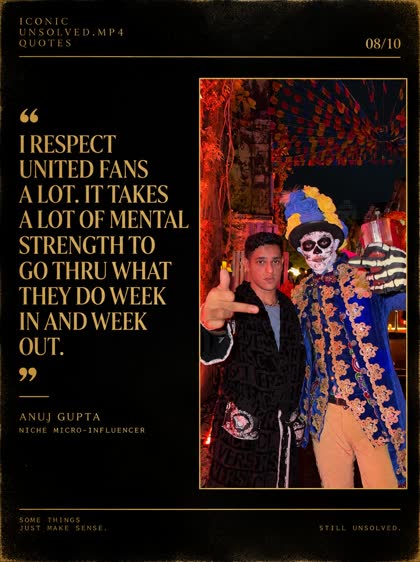 ICONIC
UNSOLVED.MP4
QUOTES
08/10
“
I RESPECT
UNITED FANS
A LOT. IT TAKES
A LOT OF MENTAL
STRENGTH TO
GO THRU WHAT
THEY DO WEEK
IN AND WEEK
OUT.
”
ANUJ GUPTA
NICHE MICRO-INFLUENCER
SOME THINGS
JUST MAKE SENSE.
STILL UNSOLVED.